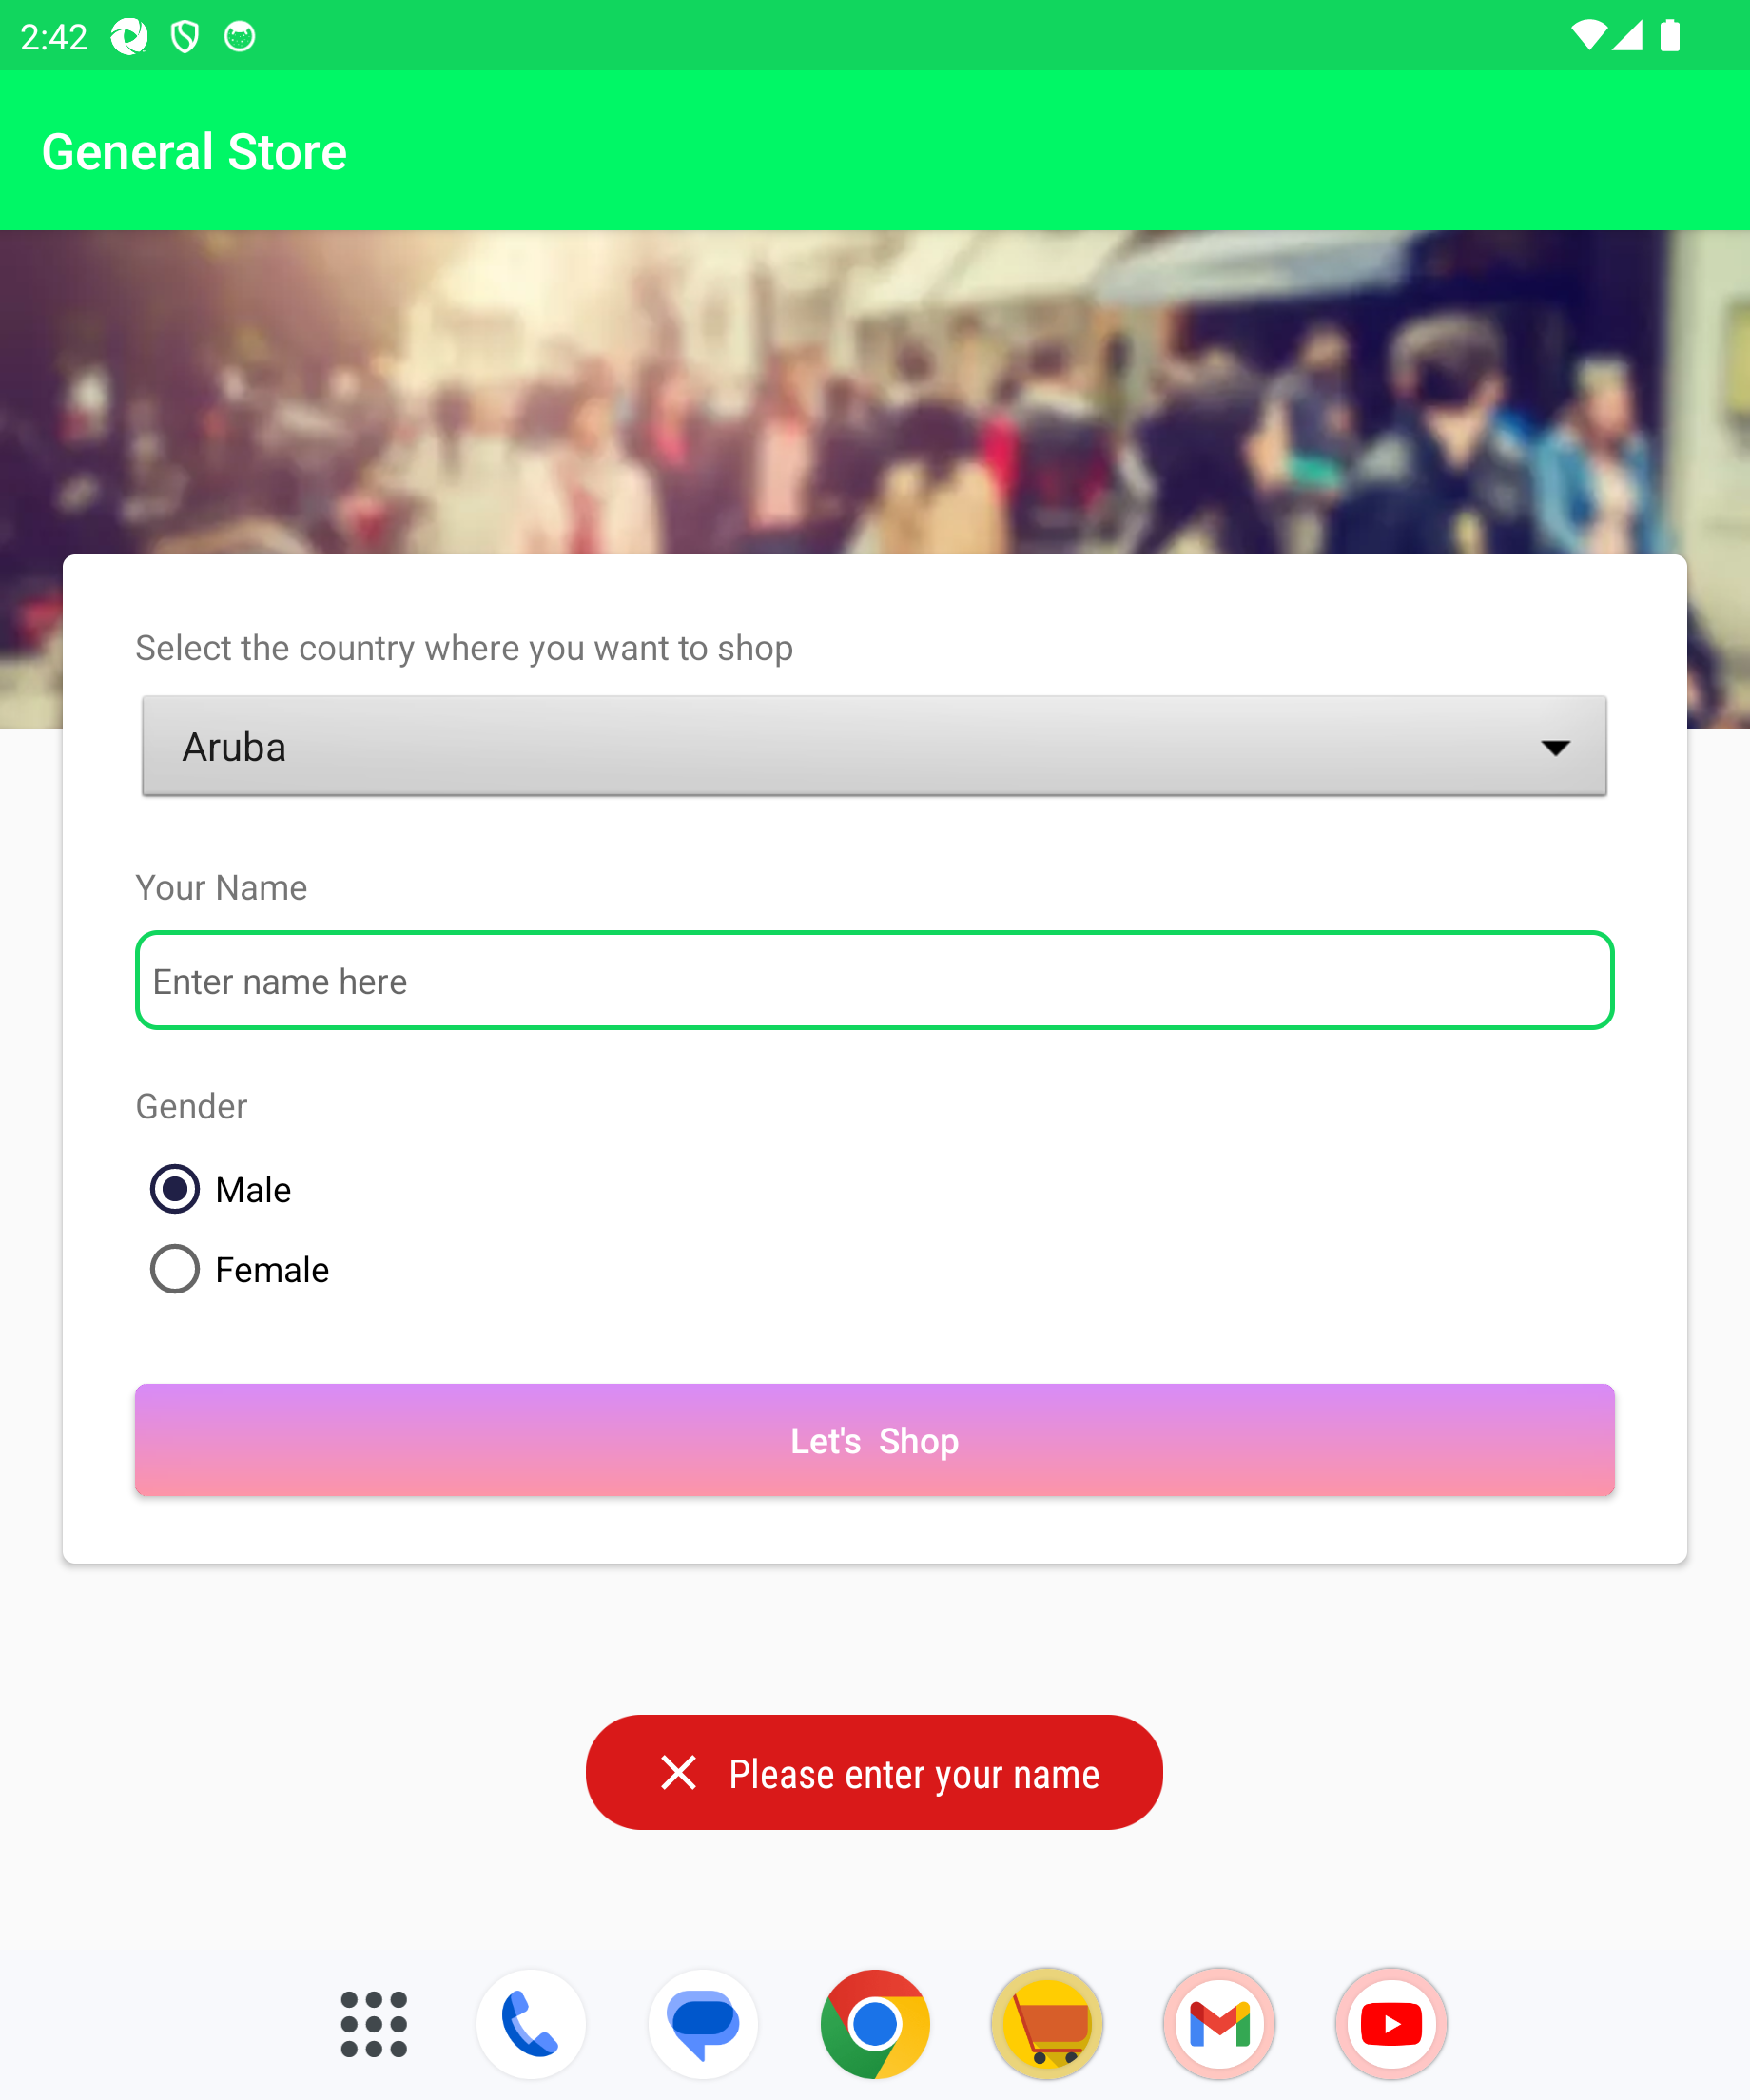 2:42
General Store
Select the country where you want to shop
Aruba
Your Name
Enter name here
Gender
Male
Female
Let's Shop
Please enter your name